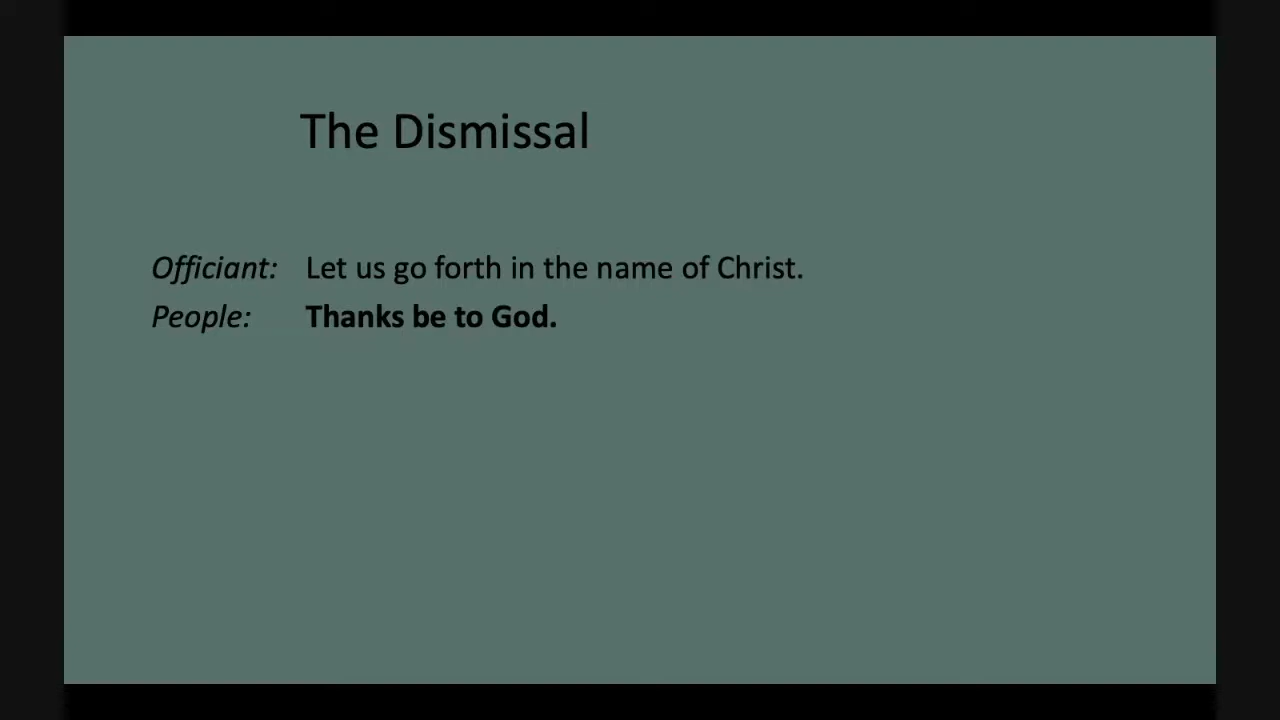 The Dismissal
Officiant: Let us go forth in the name of Christ.
People: Thanks be to God.